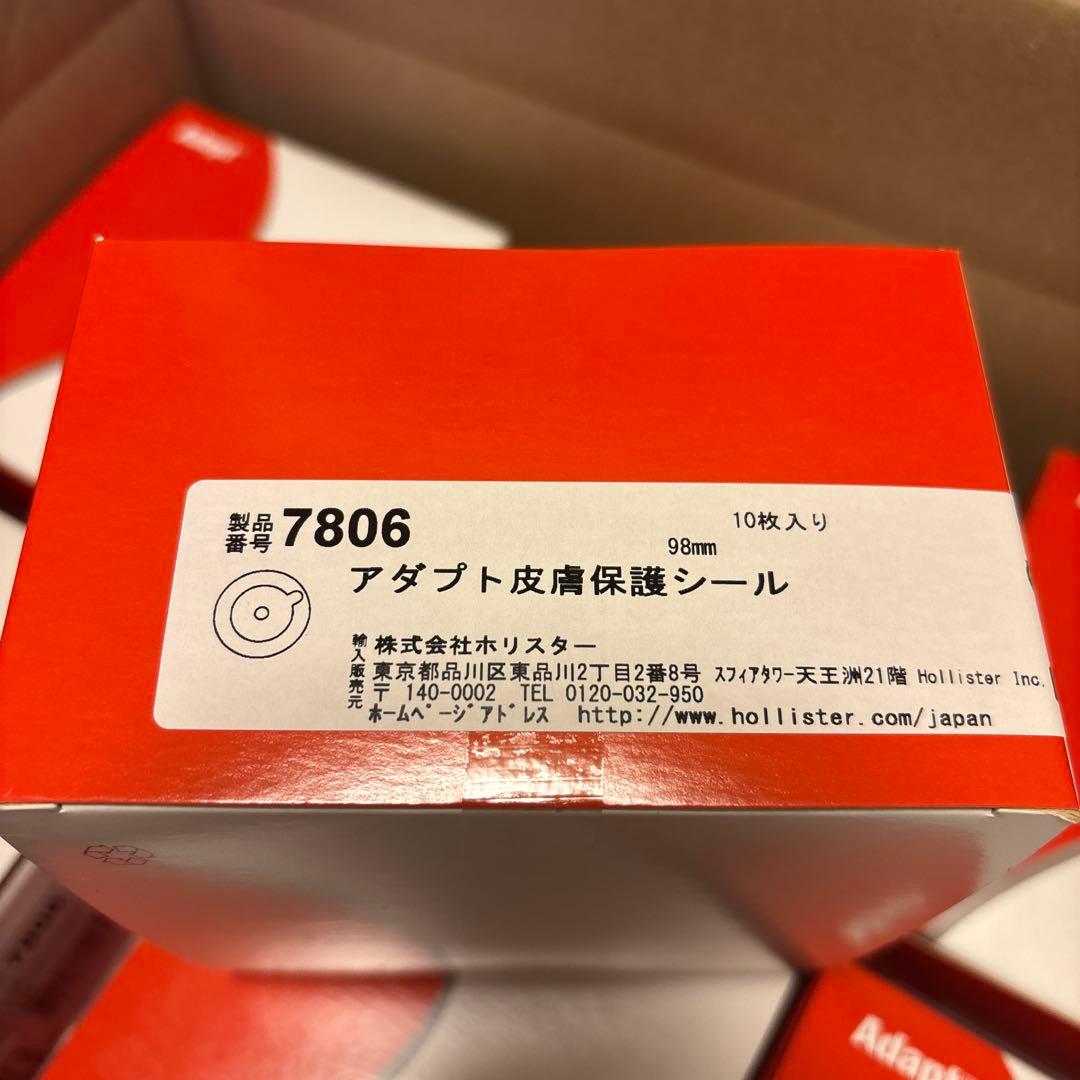 製品番号 7806
10枚入り
98mm
アダプト皮膚保護シール
輸入販売元
株式会社ホリスター
東京都品川区東品川2丁目2番8号 スフィアタワー天王洲21階 Hollister Inc.
〒 140-0002 TEL 0120-032-950
ホームページアドレス http://www.hollister.com/japan
Adapt